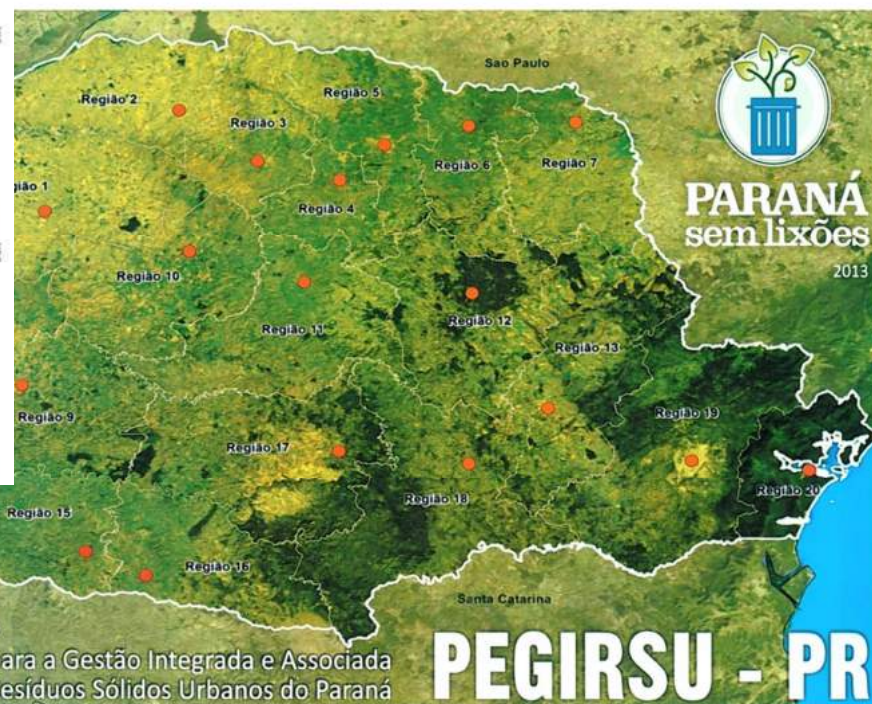 Sao Paulo
Região 2
Região 5
Região 3
Região 6
Região 7
gião 1
Região 4
PARANÁ
sem lixões
2013
Região 10
Região 11
Região 12
Região 13
Região 9
Região 19
Região 17
Região 20
Região 18
Região 15
Região 16
Santa Catarina
ara a Gestão Integrada e Associada
esíduos Sólidos Urbanos do Paraná
PEGIRSU - PR